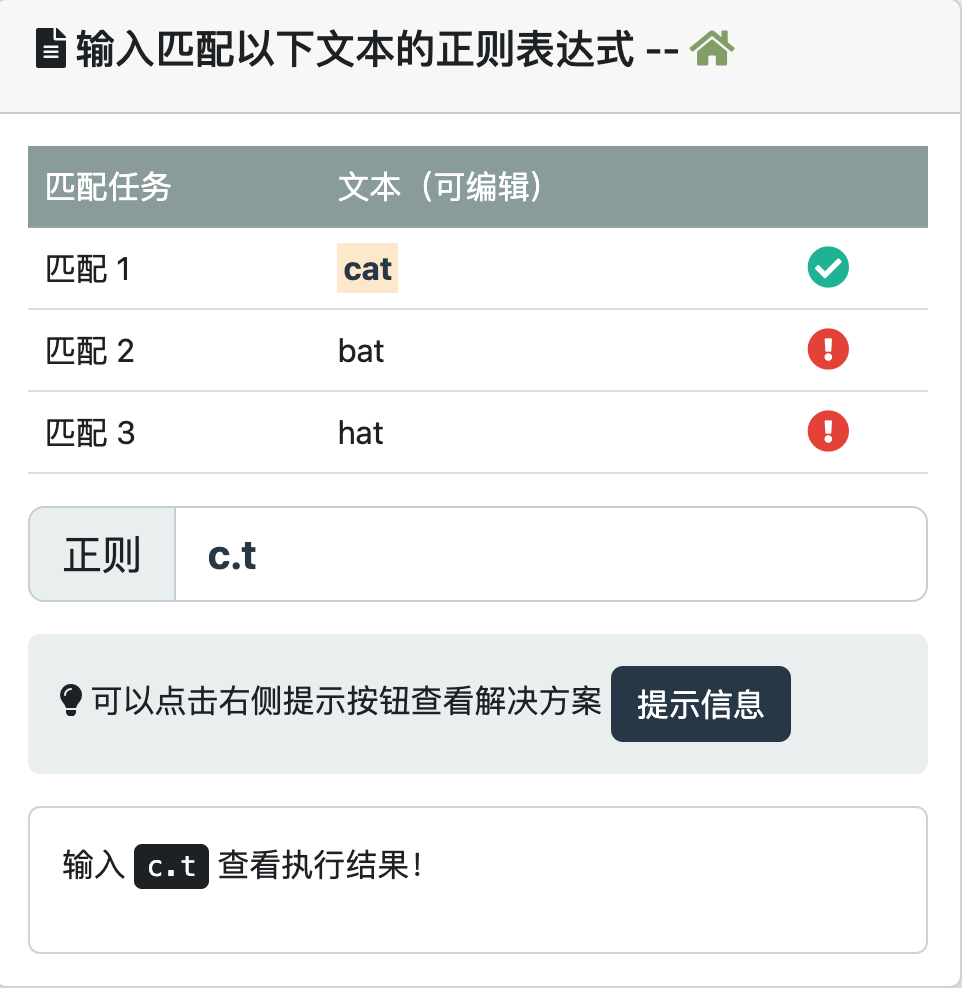 输入匹配以下文本的正则表达式 --
匹配任务 文本（可编辑）
匹配 1 cat
匹配 2 bat
匹配 3 hat
正则 c.t
可以点击右侧提示按钮查看解决方案 提示信息
输入 c.t 查看执行结果！